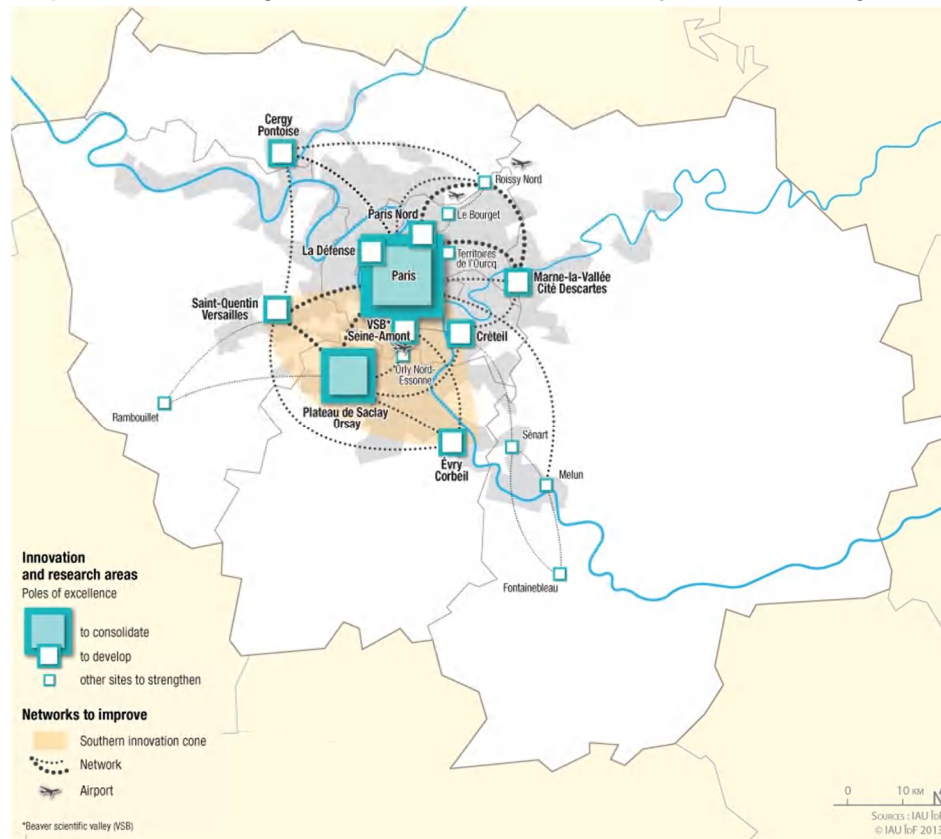 Cergy
Pontoise
Roissy Nord
Le Bourget
Paris Nord
La Défense
Territoires
de l'Ourcq
Paris
Marne-la-Vallée
Cité Descartes
Saint-Quentin
Versailles
VSB*
Seine-Amont
Créteil
Orly Nord-
Essonne
Rambouillet
Plateau de Saclay
Orsay
Évry
Corbeil
Sénart
Melun
Fontainebleau
Innovation
and research areas
Poles of excellence
to consolidate
to develop
other sites to strengthen
Networks to improve
Southern innovation cone
Network
Airport
*Beaver scientific valley (VSB)
0 10 KM N
SOURCES : IAU ÎdF
© IAU ÎdF 2013